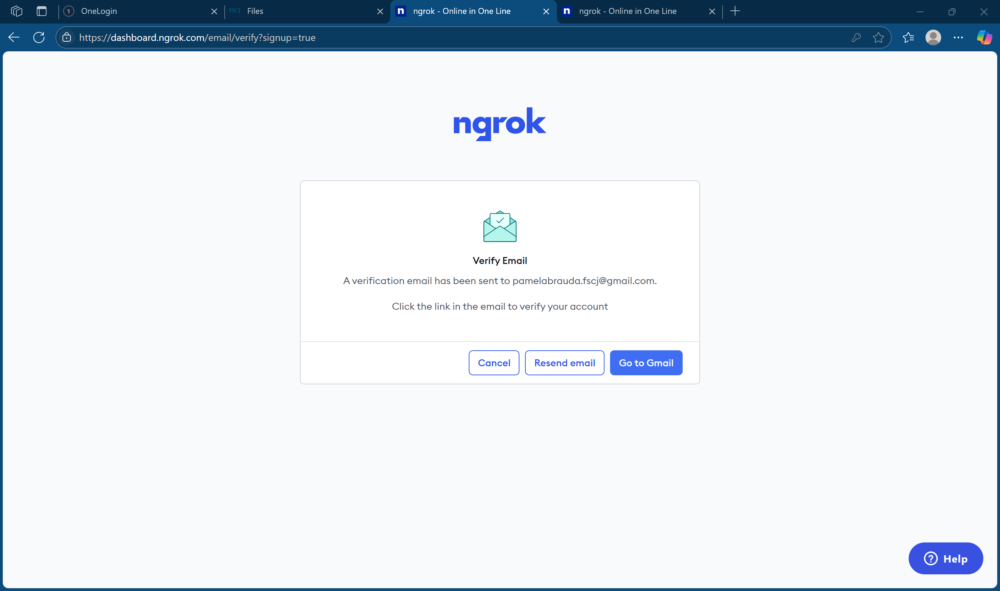 OneLogin
FSCJ Files
n ngrok - Online in One Line
n ngrok - Online in One Line
https://dashboard.ngrok.com/email/verify?signup=true
ngrok
Verify Email
A verification email has been sent to pamelabrauda.fscj@gmail.com.
Click the link in the email to verify your account
Cancel
Resend email
Go to Gmail
Help